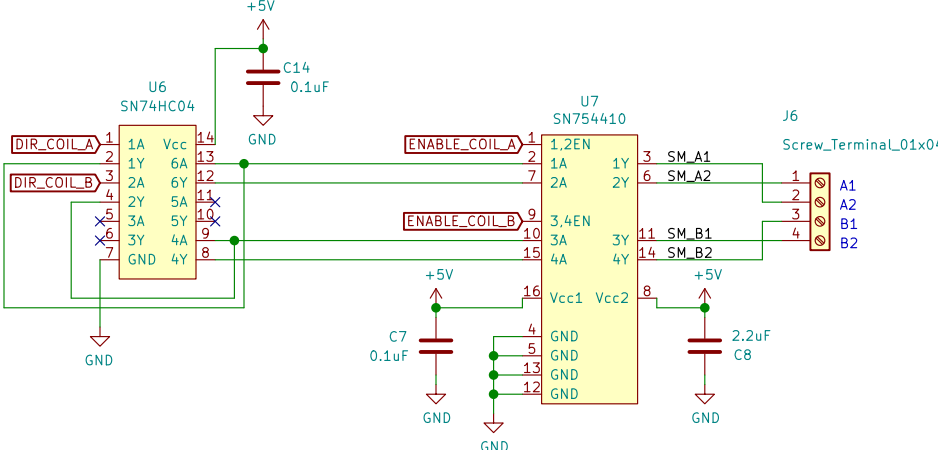 +5V
C14
0.1uF
GND
U6
SN74HC04
DIR_COIL_A
DIR_COIL_B
1 1A Vcc 14
2 1Y 6A 13
3 2A 6Y 12
4 2Y 5A 11
5 3A 5Y 10
6 3Y 4A 9
7 GND 4Y 8
GND
U7
SN754410
ENABLE_COIL_A
ENABLE_COIL_B
1 1,2EN
2 1A 1Y 3 SM_A1
7 2A 2Y 6 SM_A2
9 3,4EN
10 3A 3Y 11 SM_B1
15 4A 4Y 14 SM_B2
16 Vcc1 Vcc2 8
4 GND
5 GND
13 GND
12 GND
GND
+5V
C7
0.1uF
GND
+5V
2.2uF
C8
GND
J6
Screw_Terminal_01x04
1 A1
2 A2
3 B1
4 B2